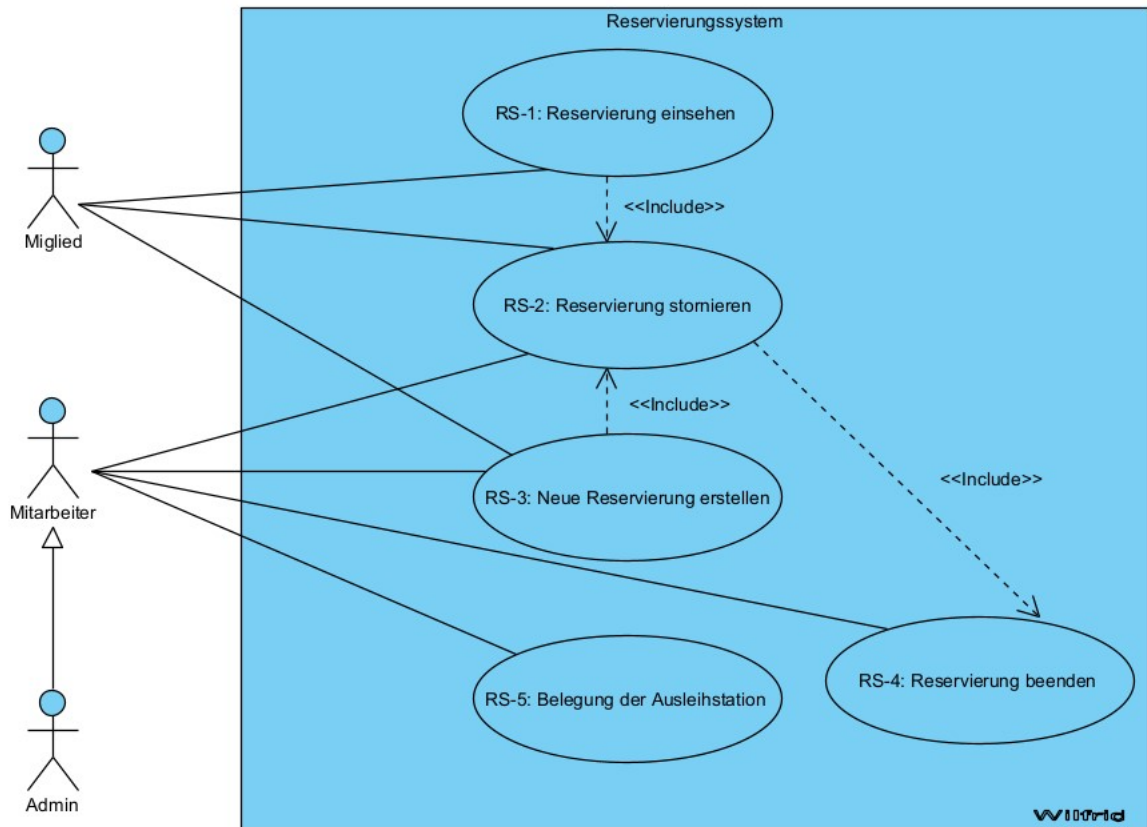 Reservierungssystem
RS-1: Reservierung einsehen
<<Include>>
Miglied
RS-2: Reservierung stornieren
<<Include>>
<<Include>>
RS-3: Neue Reservierung erstellen
Mitarbeiter
RS-4: Reservierung beenden
RS-5: Belegung der Ausleihstation
Admin
Wilfrid